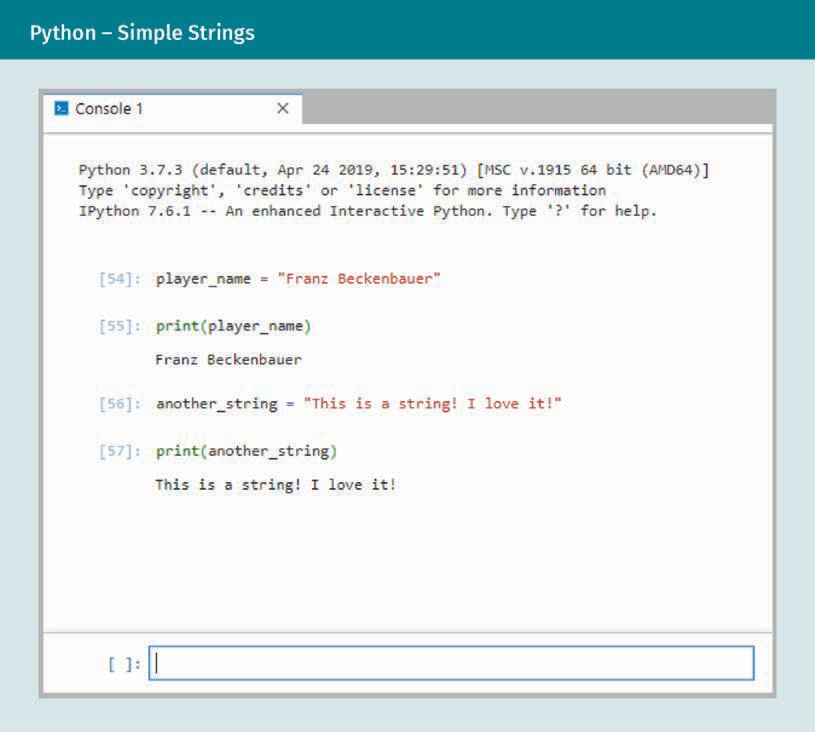 Python – Simple Strings
Console 1
Python 3.7.3 (default, Apr 24 2019, 15:29:51) [MSC v.1915 64 bit (AMD64)]
Type 'copyright', 'credits' or 'license' for more information
IPython 7.6.1 -- An enhanced Interactive Python. Type '?' for help.
[54]: player_name = "Franz Beckenbauer"
[55]: print(player_name)
Franz Beckenbauer
[56]: another_string = "This is a string! I love it!"
[57]: print(another_string)
This is a string! I love it!
[ ]: